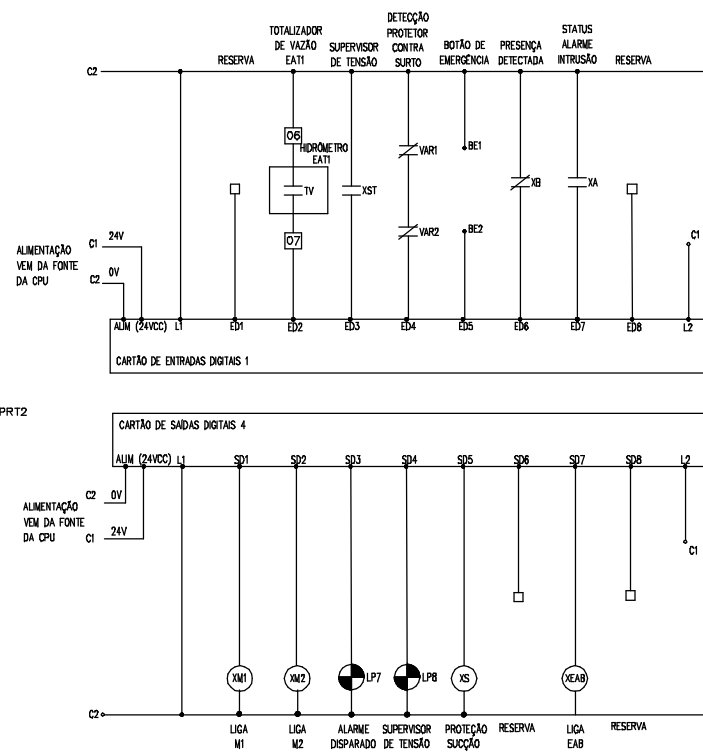 DETECÇÃO
PROTETOR
CONTRA
SURTO
TOTALIZADOR
DE VAZÃO
EAT1
STATUS
ALARME
INTRUSÃO
RESERVA
SUPERVISOR
DE TENSÃO
BOTÃO DE
EMERGÊNCIA
PRESENÇA
DETECTADA
RESERVA
C2
06
HIDRÔMETRO
EAT1
VAR1
BE1
TV
XST
XB
XA
07
VAR2
BE2
C1
24V
C1
ALIMENTAÇÃO
VEM DA FONTE
DA CPU
C2
0V
ALIM (24VCC)
L1
ED1
ED2
ED3
ED4
ED5
ED6
ED7
ED8
L2
CARTÃO DE ENTRADAS DIGITAIS 1
PRT2
CARTÃO DE SAÍDAS DIGITAIS 4
ALIM (24VCC)
L1
SD1
SD2
SD3
SD4
SD5
SD6
SD7
SD8
L2
C2
0V
ALIMENTAÇÃO
VEM DA FONTE
DA CPU
24V
C1
C1
XM1
XM2
LP7
LP8
XS
XEAB
C2
LIGA
M1
LIGA
M2
ALARME
DISPARADO
SUPERVISOR
DE TENSÃO
PROTEÇÃO
SUCÇÃO
RESERVA
LIGA
EAB
RESERVA